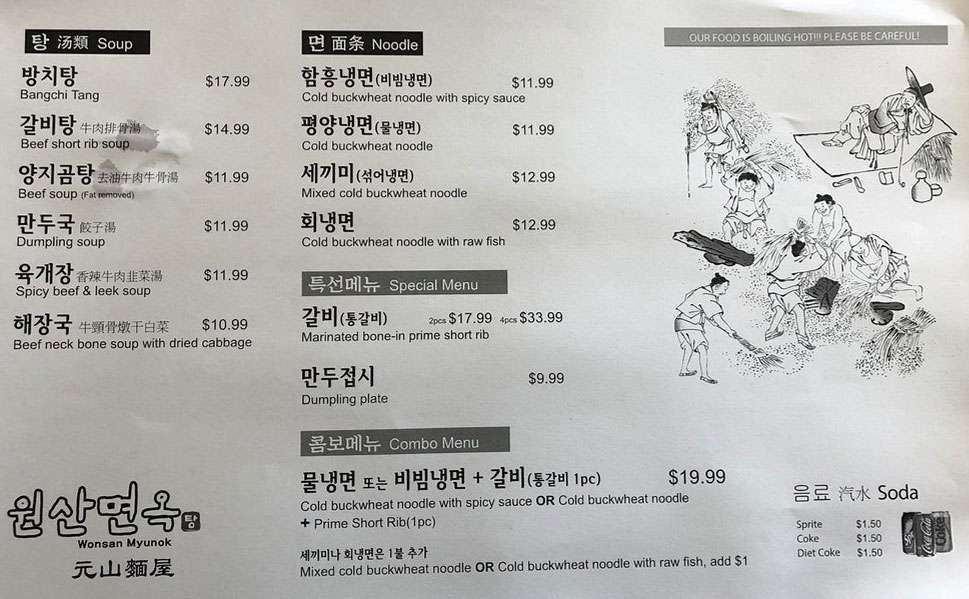 탕 汤類 Soup
방치탕 $17.99
Bangchi Tang
갈비탕 牛肉排骨湯 $14.99
Beef short rib soup
양지곰탕 去油牛肉牛骨湯 $11.99
Beef soup (Fat removed)
만두국 餃子湯 $11.99
Dumpling soup
육개장 香辣牛肉韭菜湯 $11.99
Spicy beef & leek soup
해장국 牛頸骨燉干白菜 $10.99
Beef neck bone soup with dried cabbage
원산면옥 탕
Wonsan Myunok
元山麵屋
면 面条 Noodle
함흥냉면(비빔냉면) $11.99
Cold buckwheat noodle with spicy sauce
평양냉면(물냉면) $11.99
Cold buckwheat noodle
세끼미(섞어냉면) $12.99
Mixed cold buckwheat noodle
회냉면 $12.99
Cold buckwheat noodle with raw fish
특선메뉴 Special Menu
갈비(통갈비) 2pcs $17.99 4pcs $33.99
Marinated bone-in prime short rib
만두접시 $9.99
Dumpling plate
콤보메뉴 Combo Menu
물냉면 또는 비빔냉면 + 갈비(통갈비 1pc) $19.99
Cold buckwheat noodle with spicy sauce OR Cold buckwheat noodle
+ Prime Short Rib(1pc)
세끼미나 회냉면은 1불 추가
Mixed cold buckwheat noodle OR Cold buckwheat noodle with raw fish, add $1
OUR FOOD IS BOILING HOT!!! PLEASE BE CAREFUL!
음료 汽水 Soda
Sprite $1.50
Coke $1.50
Diet Coke $1.50
Coca-Cola
Coke